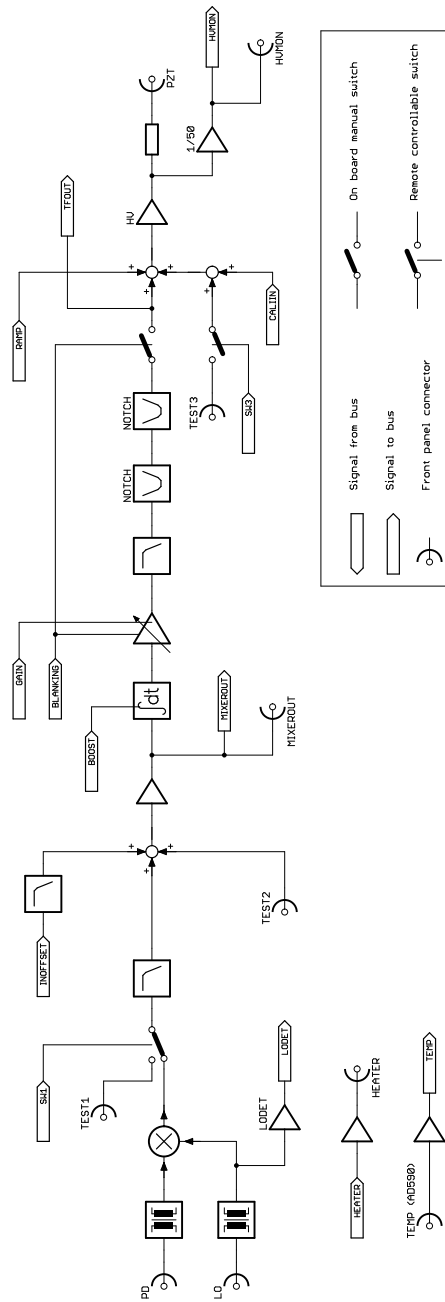 PD
LO
TEST1
SW1
LODET
LODET
INOFFSET
TEST2
+
+
+
BOOST
∫dt
MIXEROUT
MIXEROUT
GAIN
BLANKING
NOTCH
NOTCH
TEST3
SW3
RAMP
TFOUT
+
+
+
+
+
CALIIN
HV
PZT
1/50
HVMON
HVMON
HEATER
HEATER
TEMP (AD590)
TEMP
Signal from bus
Signal to bus
Front panel connector
On board manual switch
Remote controllable switch